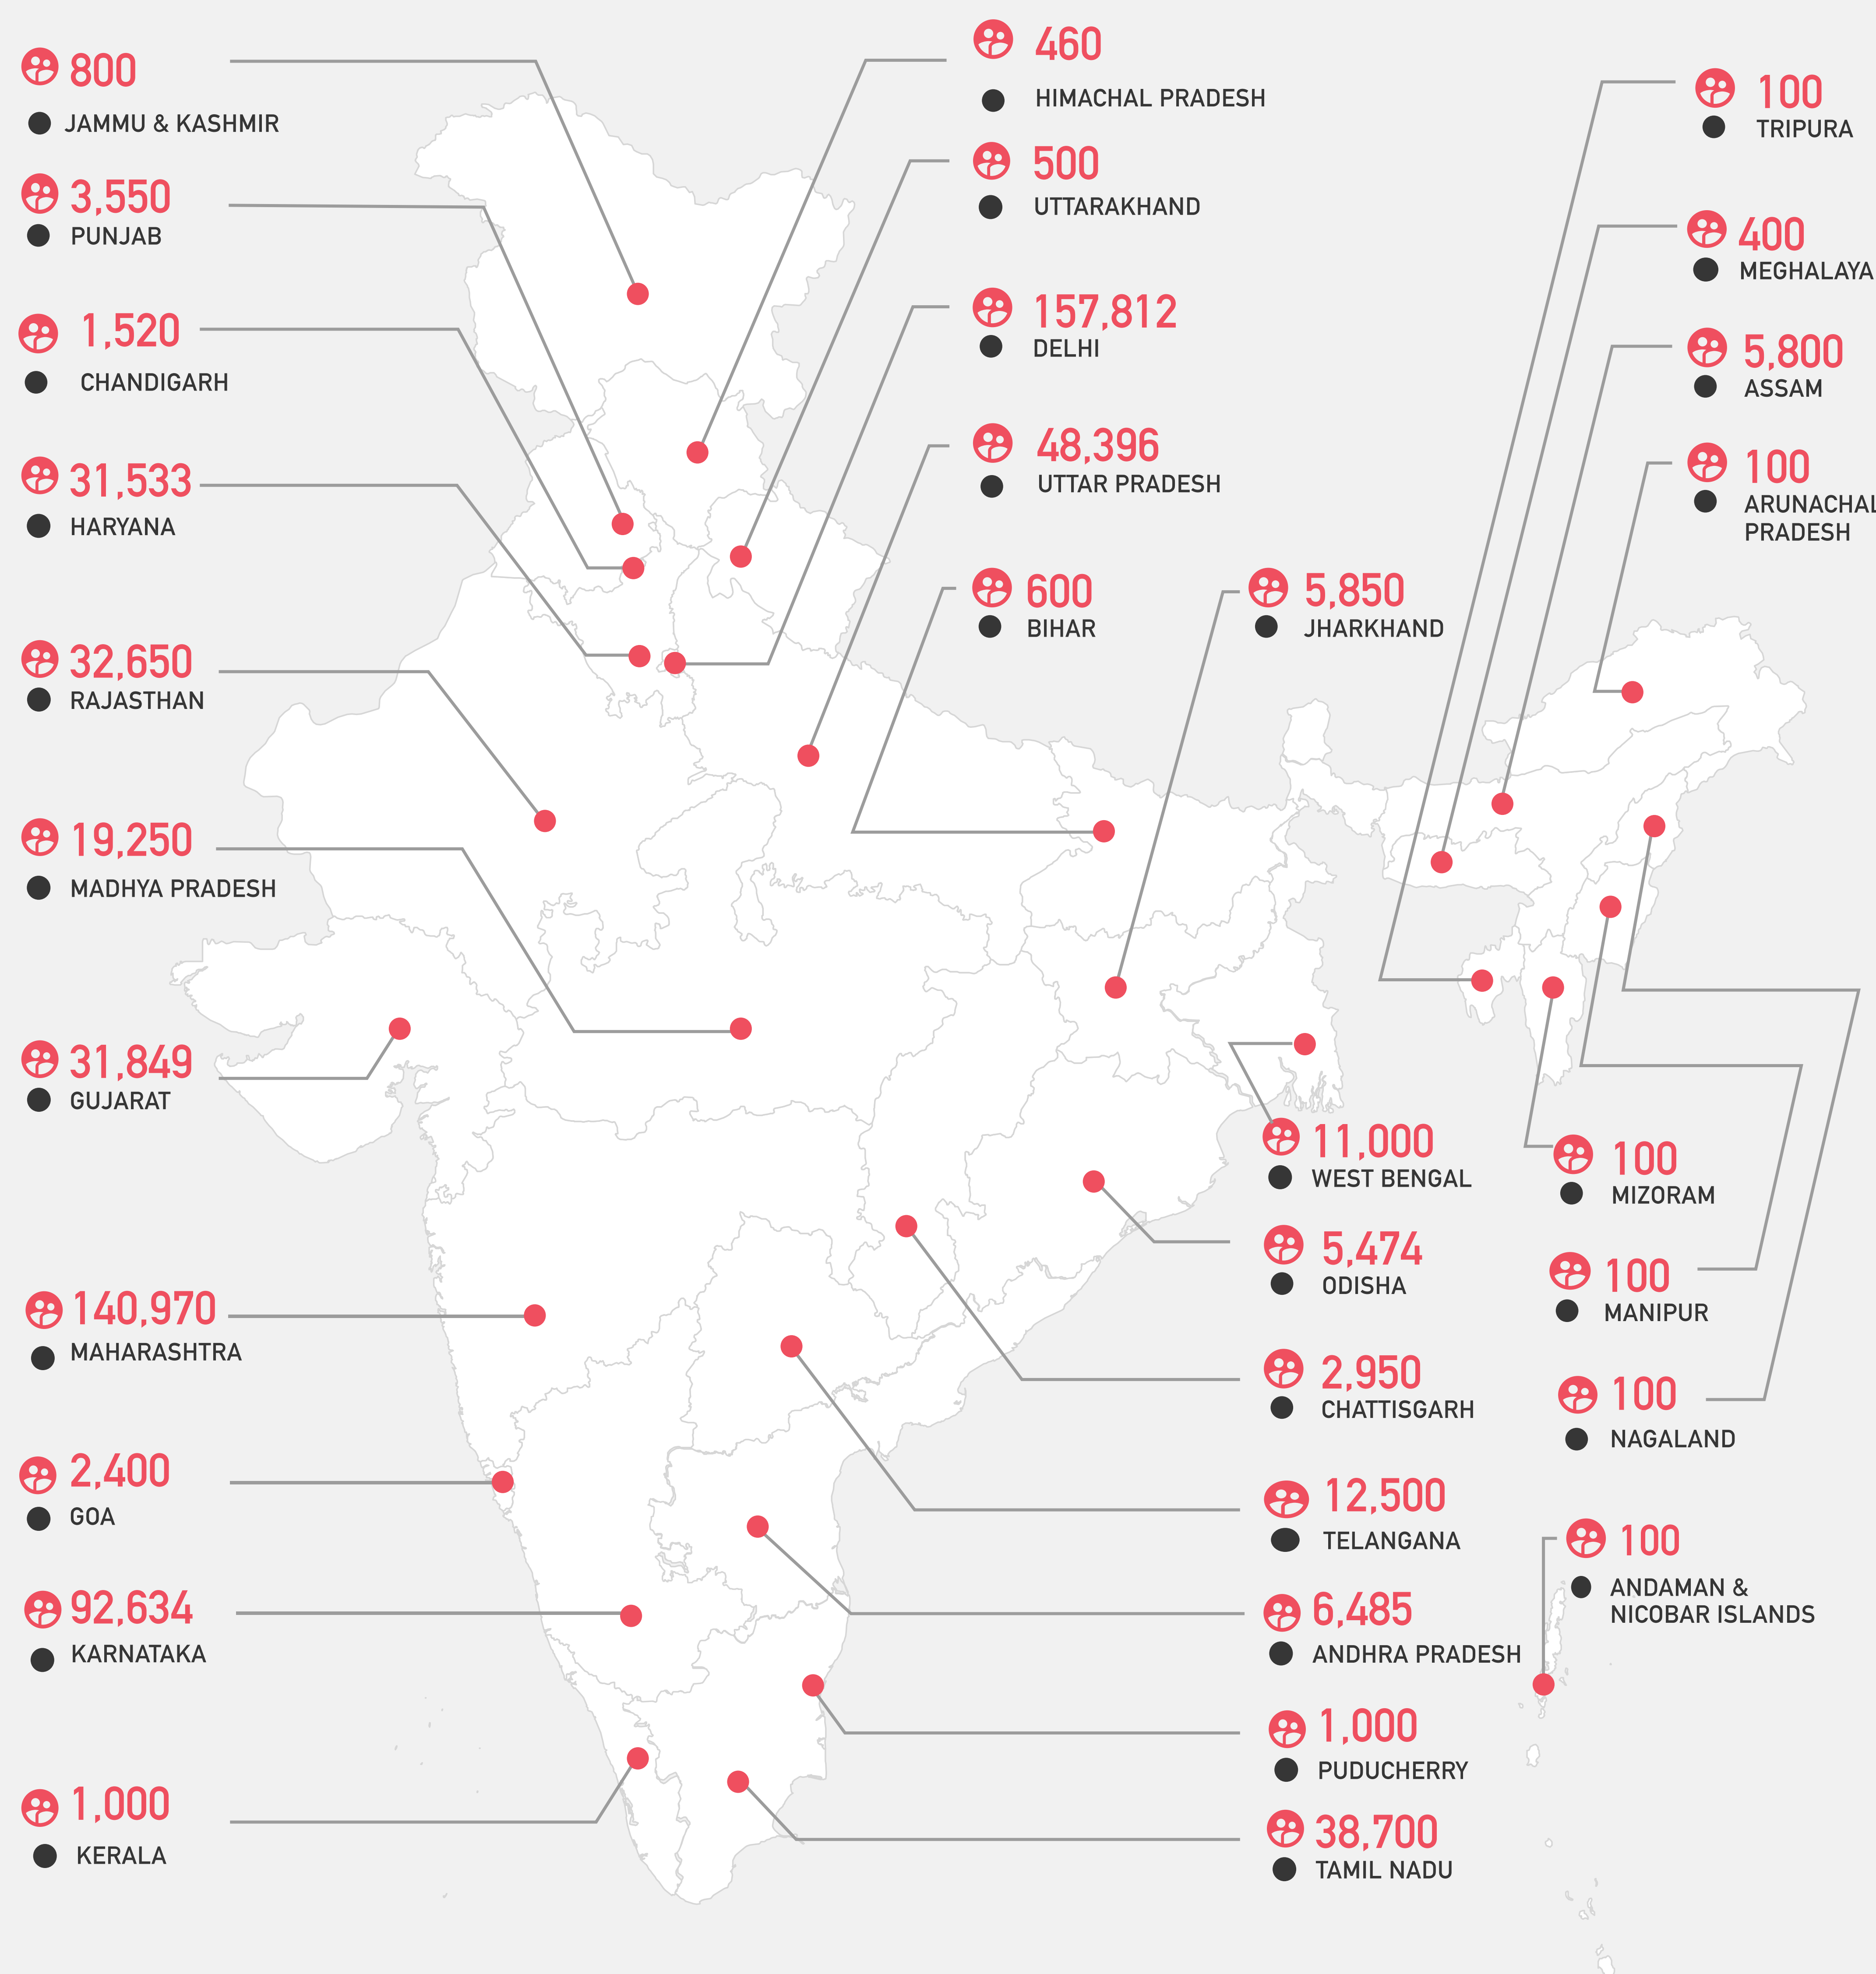 800
JAMMU & KASHMIR
3,550
PUNJAB
1,520
CHANDIGARH
31,533
HARYANA
32,650
RAJASTHAN
19,250
MADHYA PRADESH
31,849
GUJARAT
140,970
MAHARASHTRA
2,400
GOA
92,634
KARNATAKA
1,000
KERALA
460
HIMACHAL PRADESH
500
UTTARAKHAND
157,812
DELHI
48,396
UTTAR PRADESH
600
BIHAR
5,850
JHARKHAND
11,000
WEST BENGAL
5,474
ODISHA
2,950
CHATTISGARH
12,500
TELANGANA
6,485
ANDHRA PRADESH
1,000
PUDUCHERRY
38,700
TAMIL NADU
100
TRIPURA
400
MEGHALAYA
5,800
ASSAM
100
ARUNACHAL
PRADESH
100
MIZORAM
100
MANIPUR
100
NAGALAND
100
ANDAMAN &
NICOBAR ISLANDS